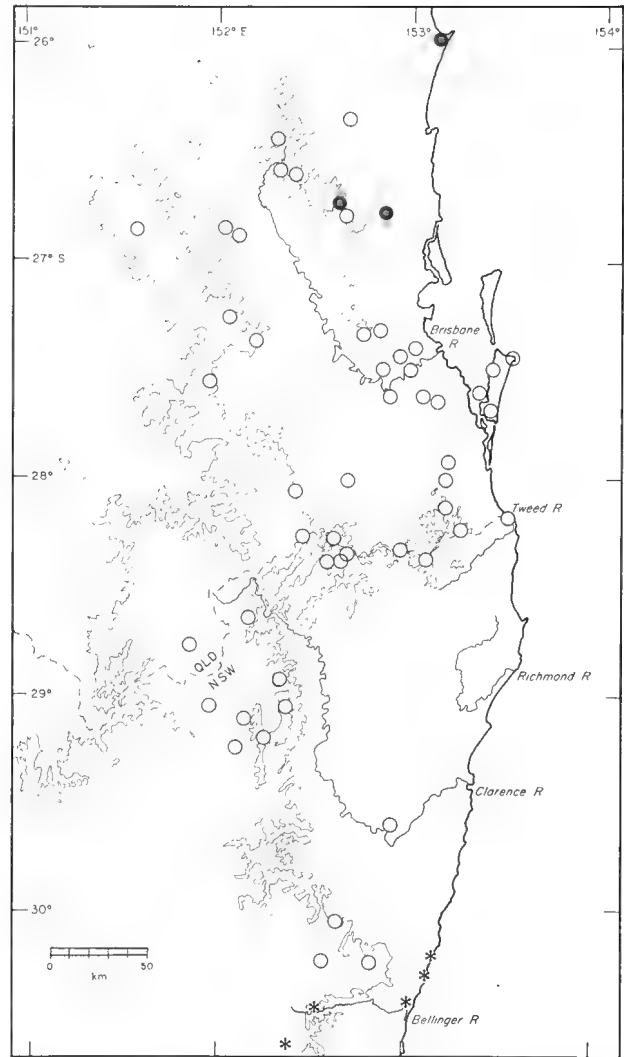 151°
152°E
153°
154°
26°
27°S
Brisbane
R
28°
Tweed R
QLD
NSW
Richmond R
29°
Clarence R
30°
0 50
km
Bellinger R